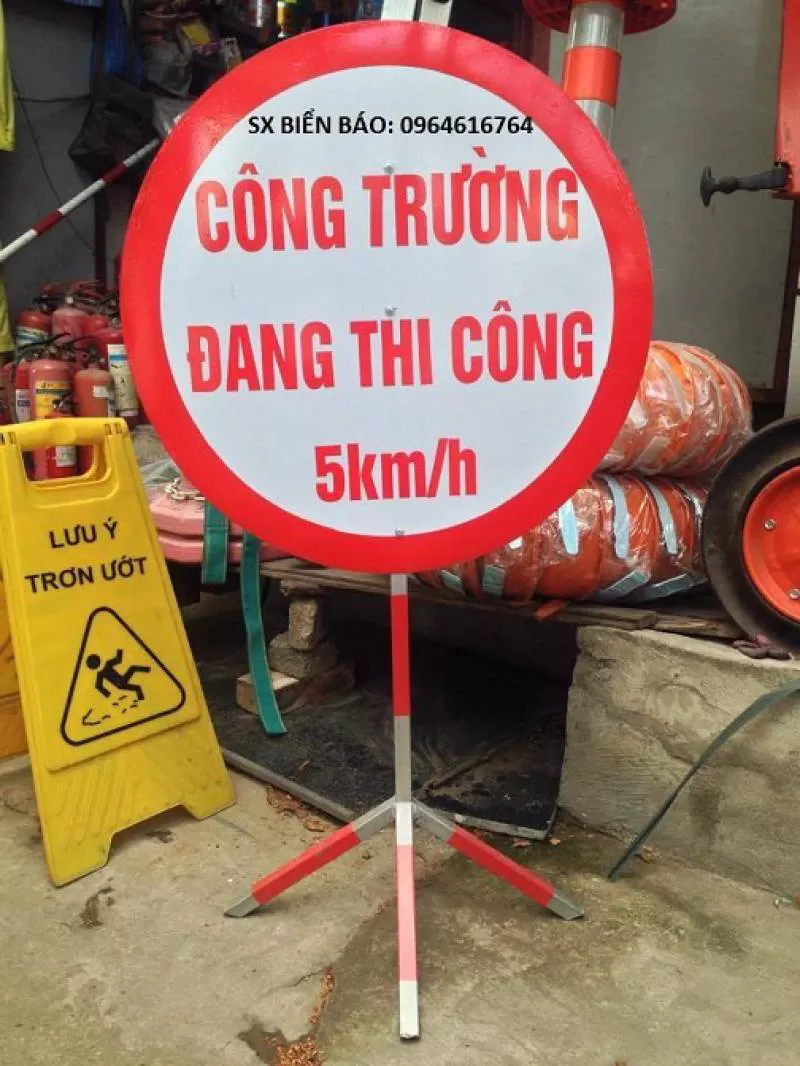 SX BIỂN BÁO: 0964616764
CÔNG TRƯỜNG
ĐANG THI CÔNG
5km/h
LƯU Ý
TRƠN ƯỚT